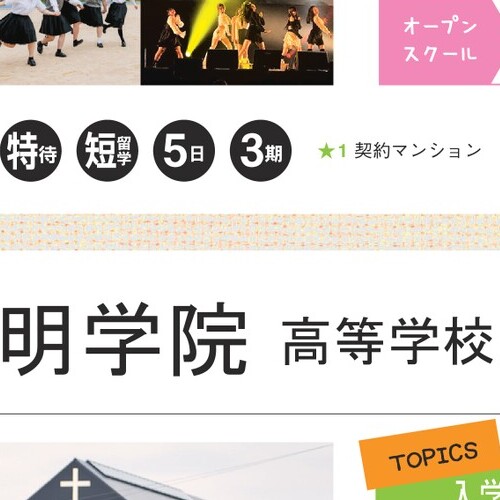 オープン
スクール
特待 短留学 5日 3期 ★1 契約マンション
明学院 高等学校
TOPICS
入学